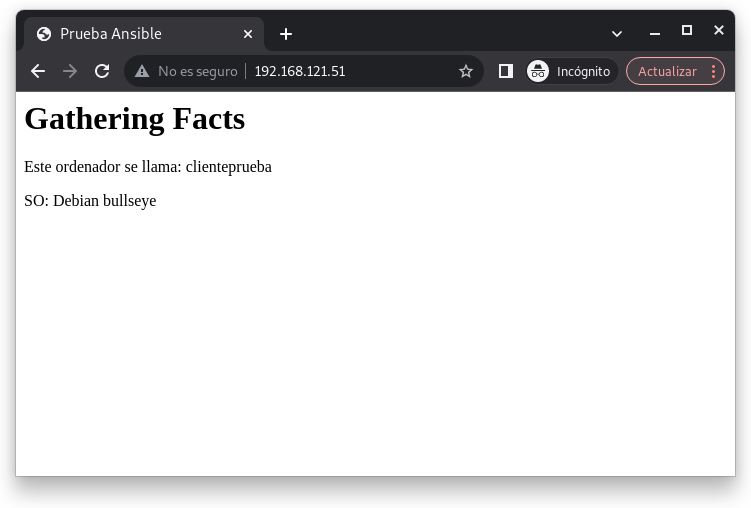 Prueba Ansible
No es seguro 192.168.121.51 Incógnito Actualizar
Gathering Facts
Este ordenador se llama: clienteprueba
SO: Debian bullseye